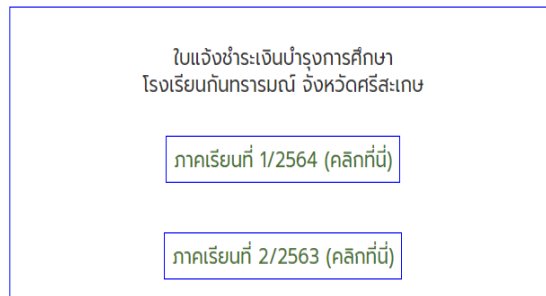 ใบแจ้งชำระเงินบำรุงการศึกษา
โรงเรียนกันทรารมณ์ จังหวัดศรีสะเกษ
ภาคเรียนที่ 1/2564 (คลิกที่นี่)
ภาคเรียนที่ 2/2563 (คลิกที่นี่)